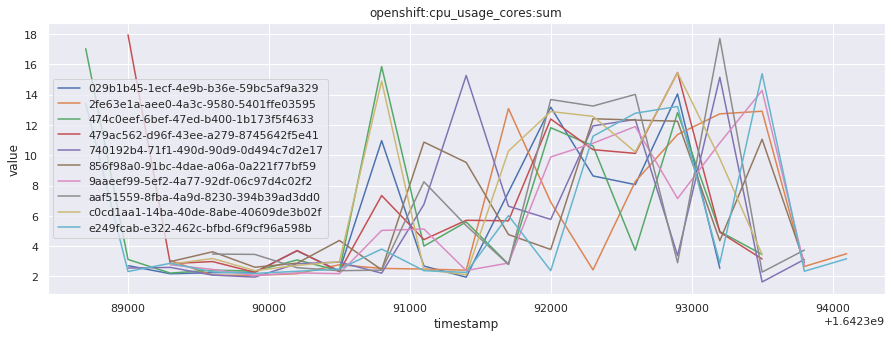 openshift:cpu_usage_cores:sum
18
16
14
12
10
8
6
4
2
value
029b1b45-1ecf-4e9b-b36e-59bc5af9a329
2fe63e1a-aee0-4a3c-9580-5401ffe03595
474c0eef-6bef-47ed-b400-1b173f5f4633
479ac562-d96f-43ee-a279-8745642f5e41
740192b4-71f1-490d-90d9-0d494c7d2e17
856f98a0-91bc-4dae-a06a-0a221f77bf59
9aaeef99-5ef2-4a77-92df-06c97d4c02f2
aaf51559-8fba-4a9d-8230-394b39ad3dd0
c0cd1aa1-14ba-40de-8abe-40609de3b02f
e249fcab-e322-462c-bfbd-6f9cf96a598b
89000 90000 91000 92000 93000 94000
timestamp
+1.6423e9